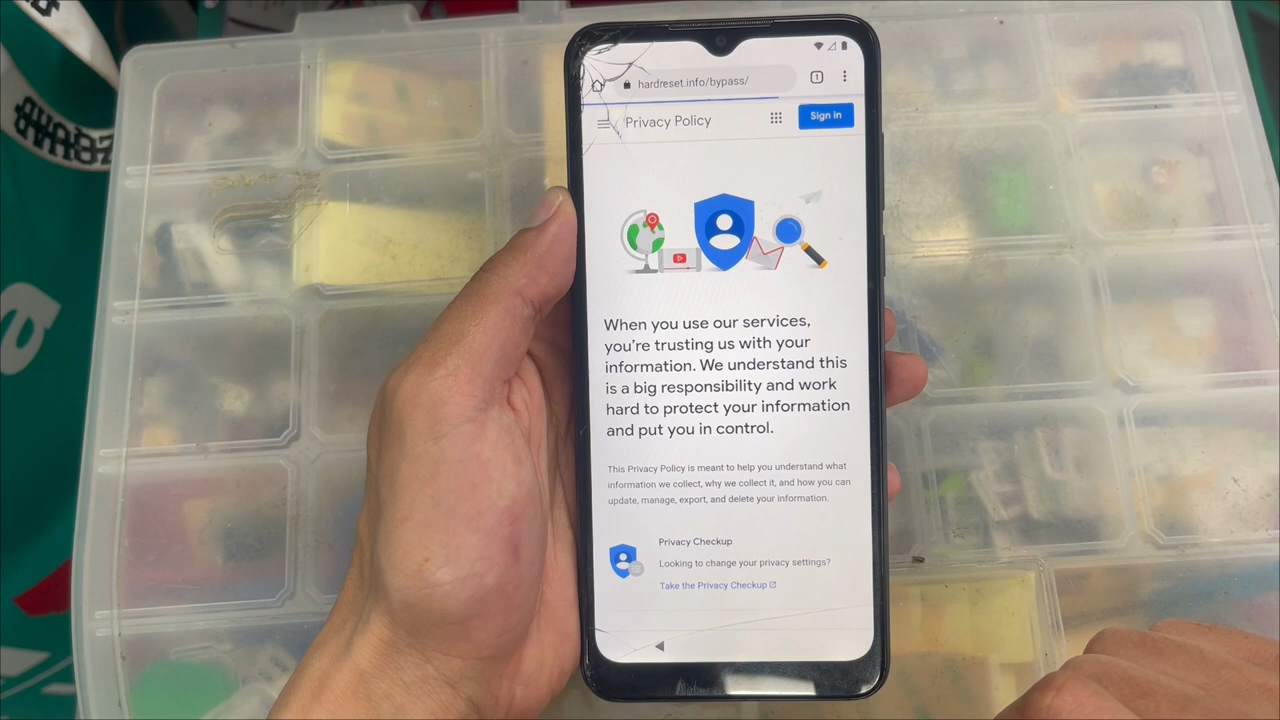 hardreset.info/bypass/
1
Privacy Policy
Sign in
When you use our services,
you're trusting us with your
information. We understand this
is a big responsibility and work
hard to protect your information
and put you in control.
This Privacy Policy is meant to help you understand what
information we collect, why we collect it, and how you can
update, manage, export, and delete your information.
Privacy Checkup
Looking to change your privacy settings?
Take the Privacy Checkup